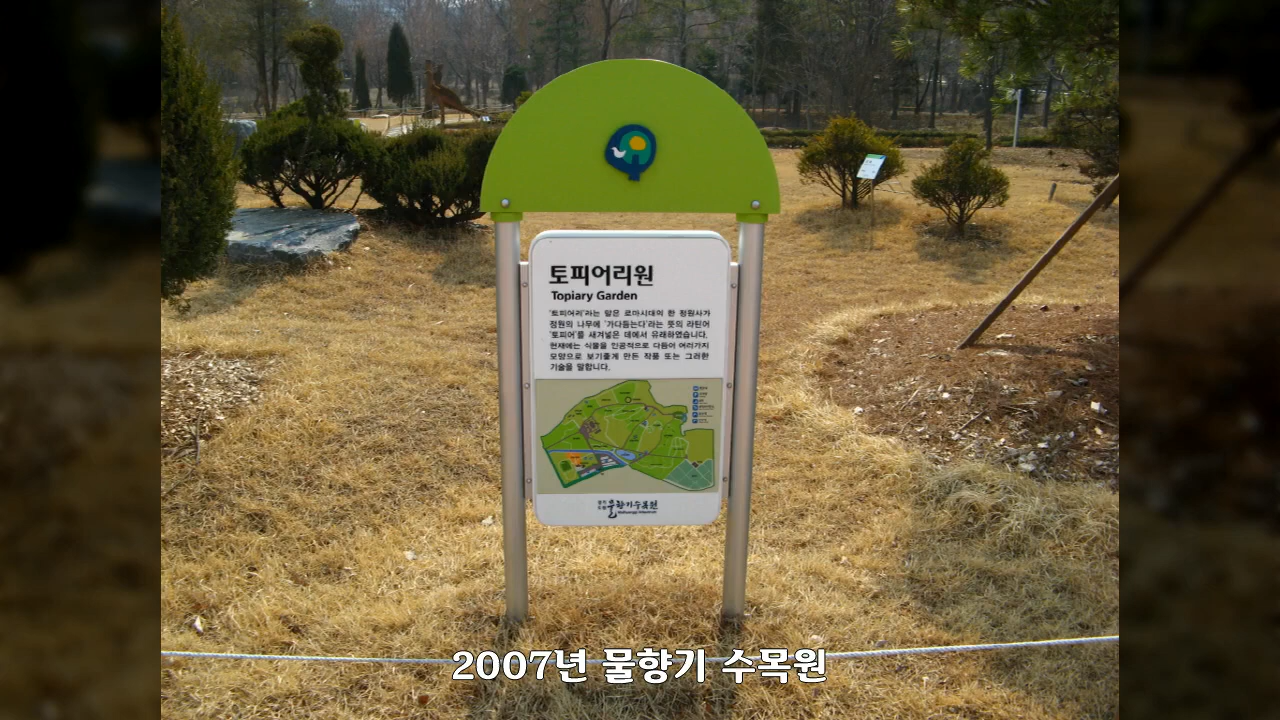 토피어리원
Topiary Garden
'토피어리'라는 말은 로마시대의 한 정원사가
정원의 나무에 '가다듬는다'라는 뜻의 라틴어
'토피어'를 새겨넣은 데에서 유래하였습니다.
현재에는 식물을 인공적으로 다듬어 여러가지
모양으로 보기좋게 만든 작품 또는 그러한
기술을 말합니다.
물향기수목원
2007년 물향기 수목원